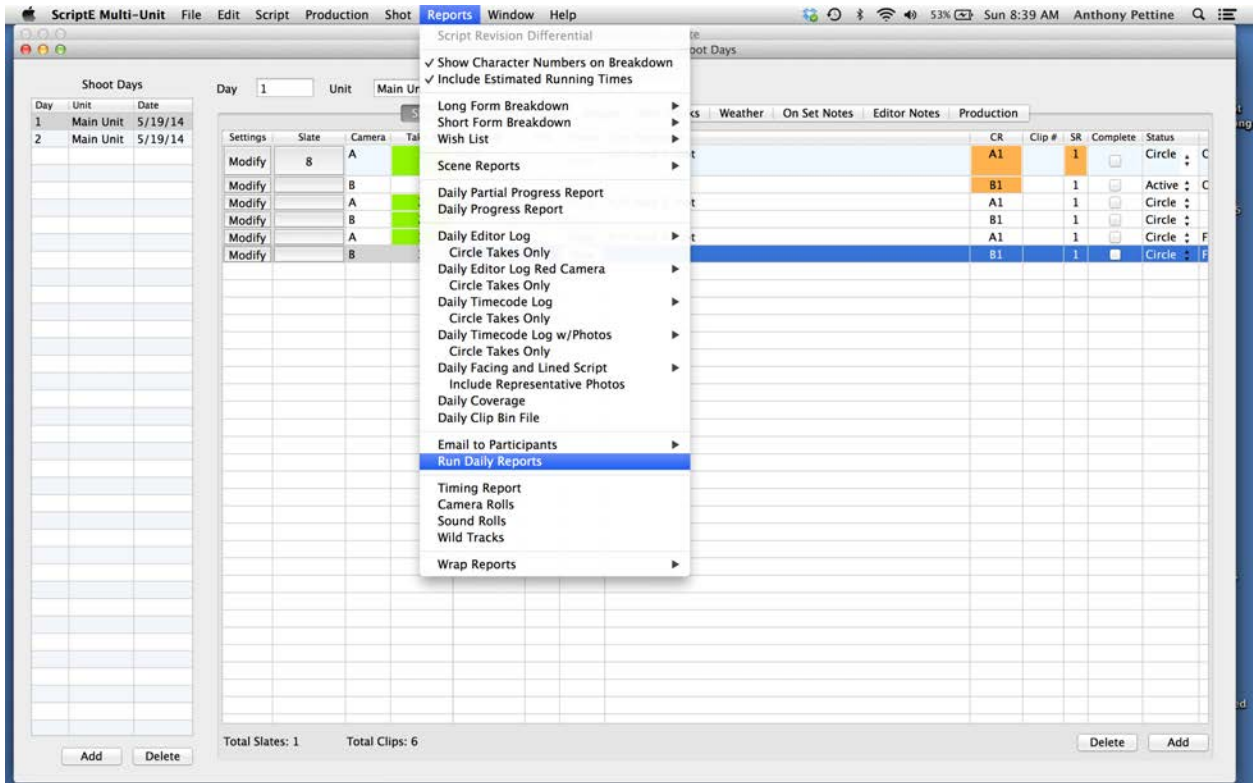 ScriptE Multi-Unit File Edit Script Production Shot Reports Window Help 53% Sun 8:39 AM Anthony Pettine
Script Revision Differential
oot Days
✓ Show Character Numbers on Breakdown
✓ Include Estimated Running Times
Long Form Breakdown
Short Form Breakdown
Wish List
Scene Reports
Daily Partial Progress Report
Daily Progress Report
Daily Editor Log
Circle Takes Only
Daily Editor Log Red Camera
Circle Takes Only
Daily Timecode Log
Circle Takes Only
Daily Timecode Log w/Photos
Circle Takes Only
Daily Facing and Lined Script
Include Representative Photos
Daily Coverage
Daily Clip Bin File
Email to Participants
Run Daily Reports
Timing Report
Camera Rolls
Sound Rolls
Wild Tracks
Wrap Reports
Shoot Days
Day Unit Date
1 Main Unit 5/19/14
2 Main Unit 5/19/14
Add Delete
Day 1 Unit Main Un
ks Weather On Set Notes Editor Notes Production
Settings Slate Camera Tak CR Clip # SR Complete Status
Modify 8 A A1 1 Circle C
Modify B B1 1 Active C
Modify A A1 1 Circle
Modify B B1 1 Circle
Modify A A1 1 Circle F
Modify B B1 1 Circle F
Total Slates: 1 Total Clips: 6 Delete Add